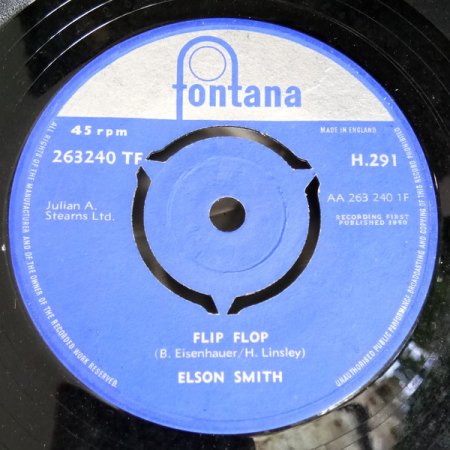 fontana
45 rpm
MADE IN ENGLAND
263240 TF
H.291
Julian A.
Stearns Ltd.
AA 263 240 1F
RECORDING FIRST
PUBLISHED 1960
FLIP FLOP
(B. Eisenhauer/H. Linsley)
ELSON SMITH
ALL RIGHTS OF THE MANUFACTURER AND OF THE OWNER OF THE RECORDED WORK RESERVED.
UNAUTHORISED PUBLIC PERFORMANCE, BROADCASTING AND COPYING OF THIS RECORD PROHIBITED